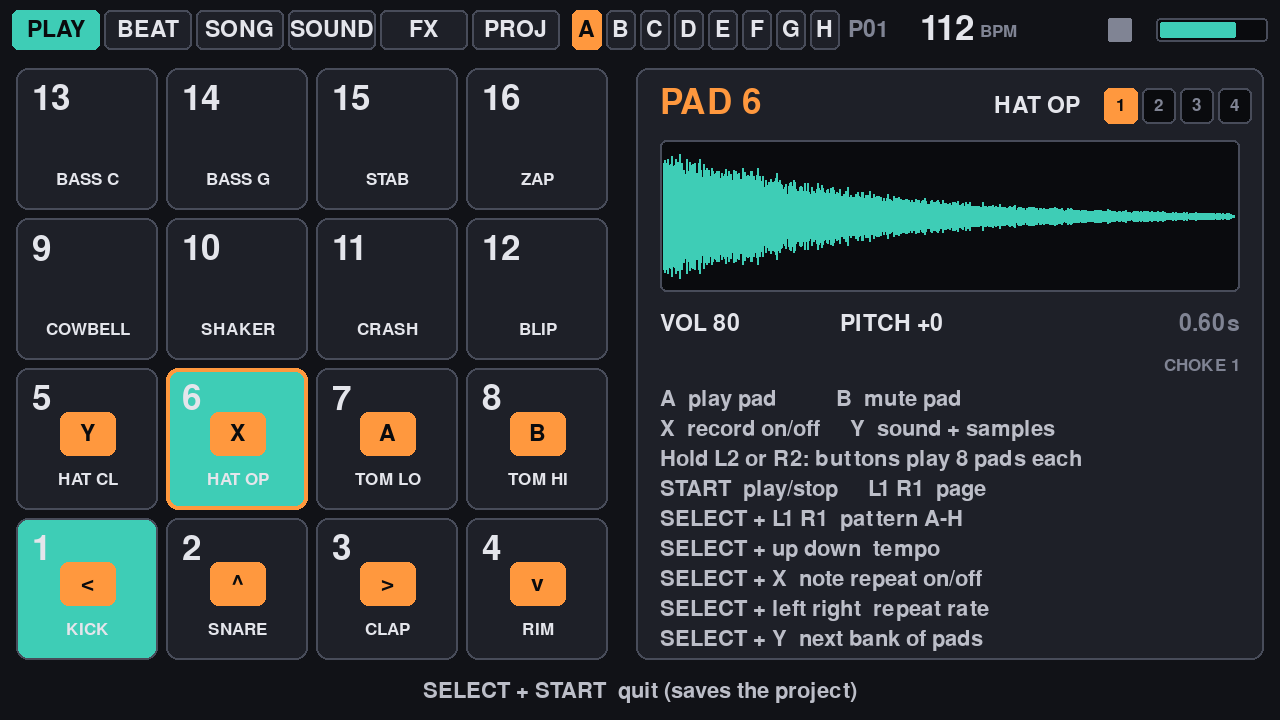 PLAY BEAT SONG SOUND FX PROJ A B C D E F G H P01 112 BPM
13 14 15 16
BASS C BASS G STAB ZAP
9 10 11 12
COWBELL SHAKER CRASH BLIP
5 6 7 8
Y X A B
HAT CL HAT OP TOM LO TOM HI
1 2 3 4
< ^ > v
KICK SNARE CLAP RIM
PAD 6 HAT OP 1 2 3 4
VOL 80 PITCH +0 0.60s
CHOKE 1
A play pad B mute pad
X record on/off Y sound + samples
Hold L2 or R2: buttons play 8 pads each
START play/stop L1 R1 page
SELECT + L1 R1 pattern A-H
SELECT + up down tempo
SELECT + X note repeat on/off
SELECT + left right repeat rate
SELECT + Y next bank of pads
SELECT + START quit (saves the project)